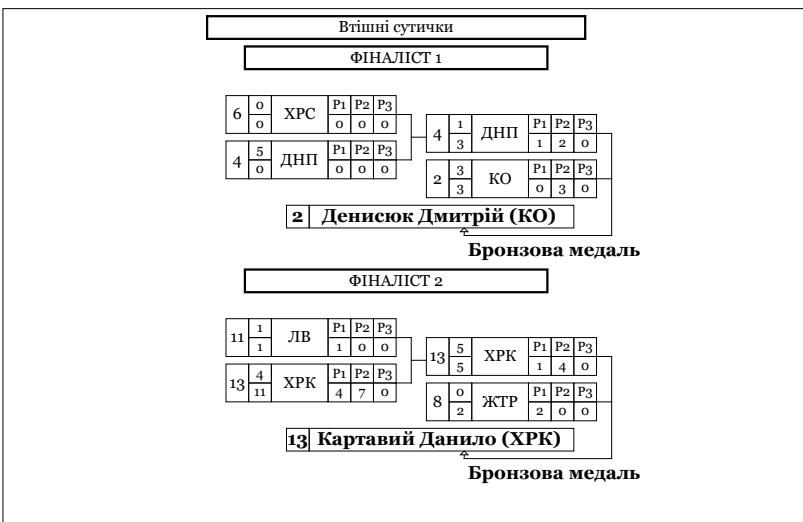 Втішні сутички
ФІНАЛІСТ 1
6 0 0 ХРС Р1 Р2 Р3 0 0 0
4 5 0 ДНП Р1 Р2 Р3 0 0 0
4 1 3 ДНП Р1 Р2 Р3 1 2 0
2 3 3 КО Р1 Р2 Р3 0 3 0
2 Денисюк Дмитрій (КО)
Бронзова медаль
ФІНАЛІСТ 2
11 1 1 ЛВ Р1 Р2 Р3 1 0 0
13 4 11 ХРК Р1 Р2 Р3 4 7 0
13 5 5 ХРК Р1 Р2 Р3 1 4 0
8 0 2 ЖТР Р1 Р2 Р3 2 0 0
13 Картавий Данило (ХРК)
Бронзова медаль